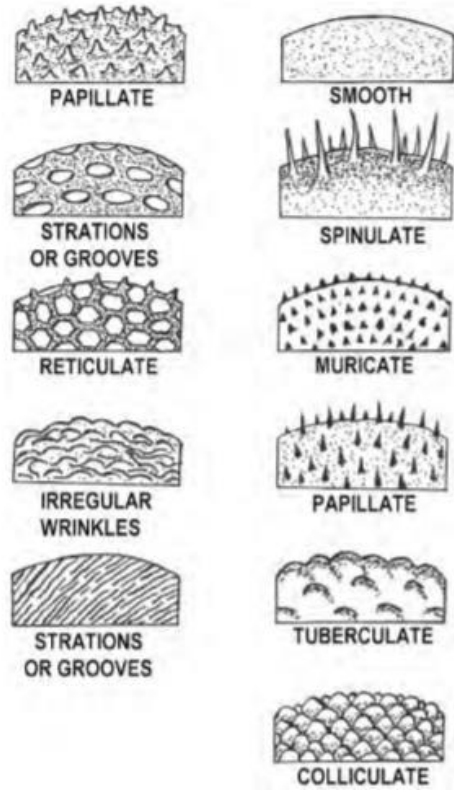 PAPILLATE
SMOOTH
STRATIONS
OR GROOVES
SPINULATE
RETICULATE
MURICATE
IRREGULAR
WRINKLES
PAPILLATE
STRATIONS
OR GROOVES
TUBERCULATE
COLLICULATE